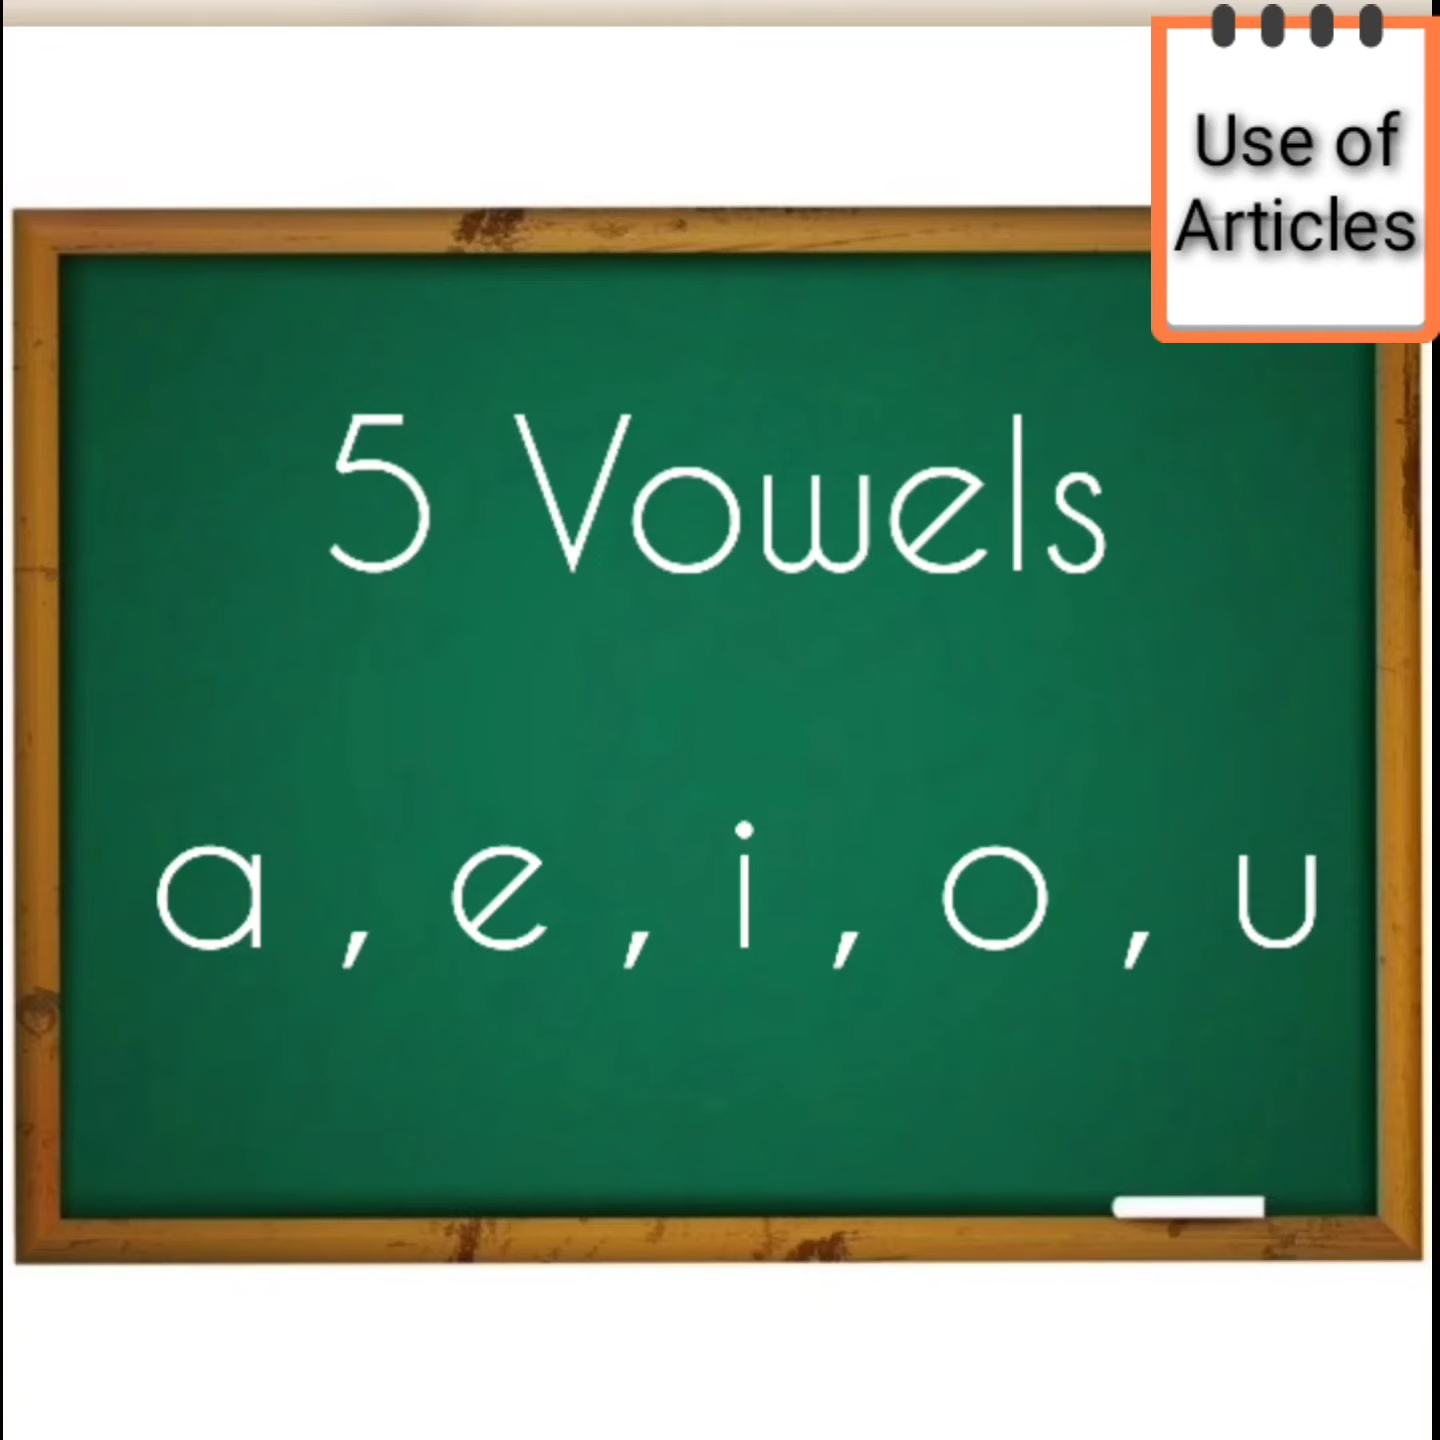 Use of
Articles
5 Vowels
a , e , i , o , u